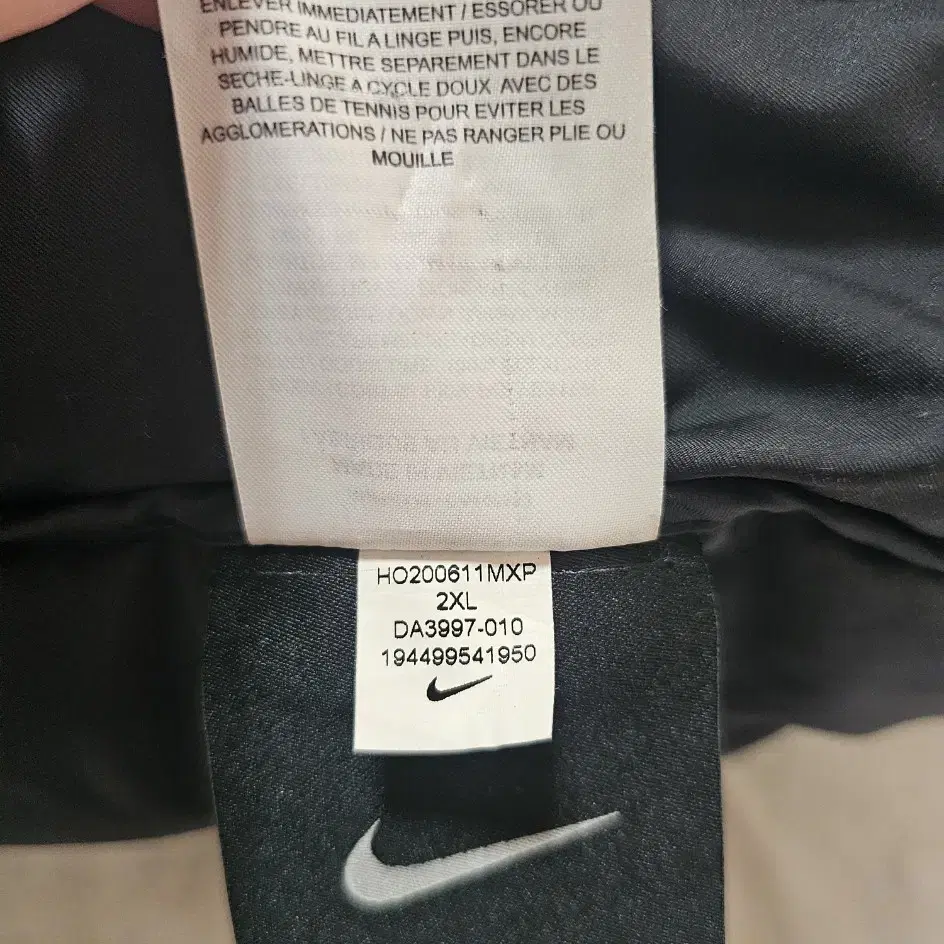 ENLEVER IMMEDIATEMENT / ESSORER OU
PENDRE AU FIL A LINGE PUIS, ENCORE
HUMIDE, METTRE SEPAREMENT DANS LE
SECHE-LINGE A CYCLE DOUX AVEC DES
BALLES DE TENNIS POUR EVITER LES
AGGLOMERATIONS / NE PAS RANGER PLIE OU
MOUILLE
HO200611MXP
2XL
DA3997-010
194499541950